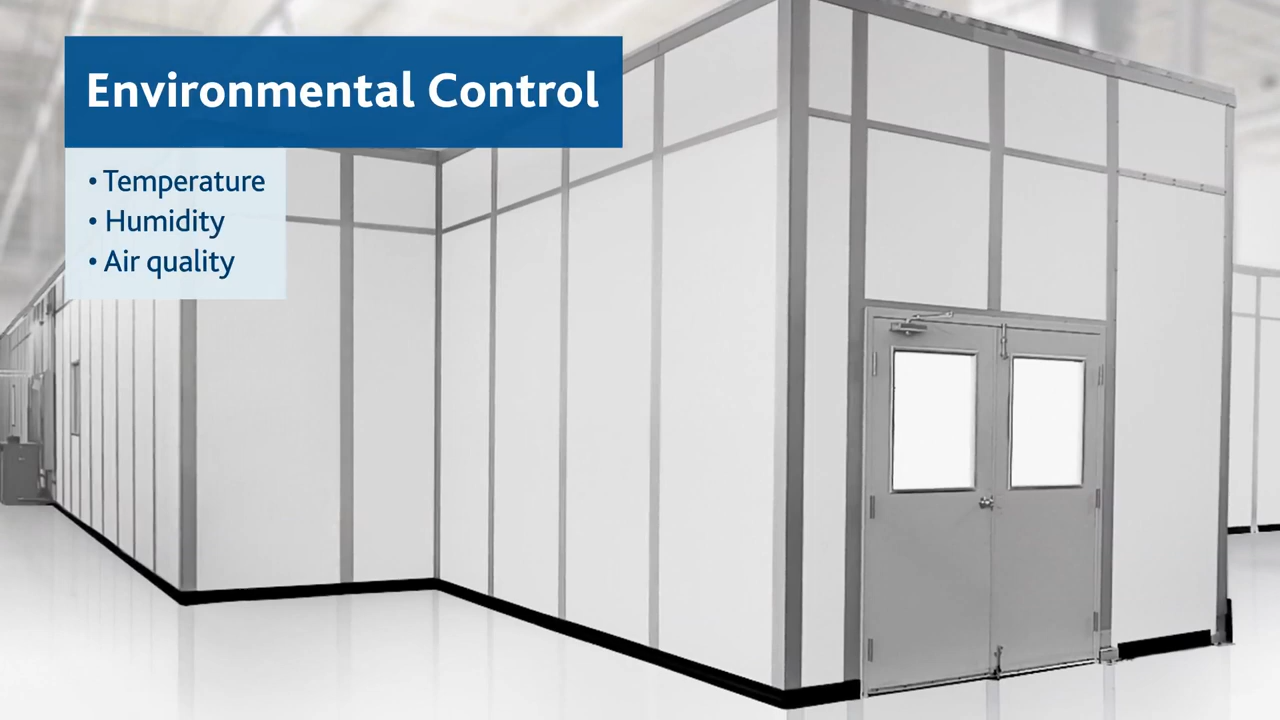 Environmental Control
• Temperature
• Humidity
• Air quality